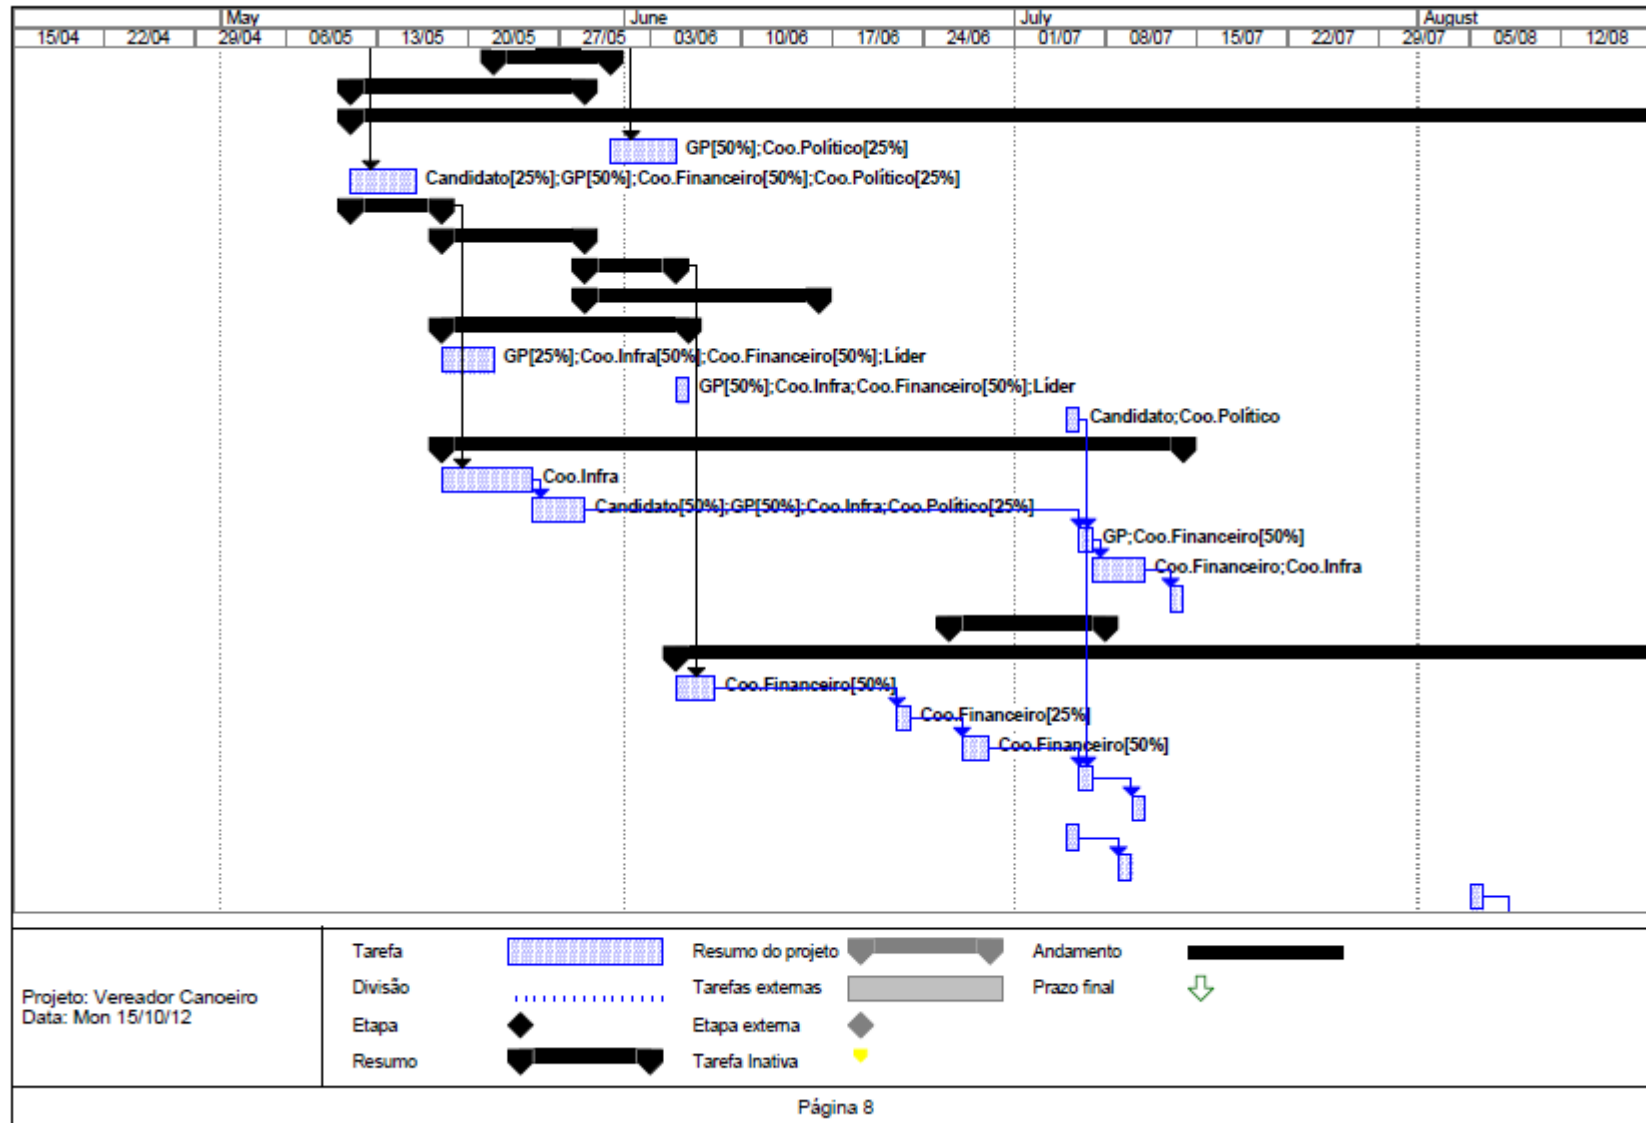 May June July August
15/04 22/04 29/04 06/05 13/05 20/05 27/05 03/06 10/06 17/06 24/06 01/07 08/07 15/07 22/07 29/07 05/08 12/08
GP[50%];Coo.Político[25%]
Candidato[25%];GP[50%];Coo.Financeiro[50%];Coo.Político[25%]
GP[25%];Coo.Infra[50%];Coo.Financeiro[50%];Líder
GP[50%];Coo.Infra;Coo.Financeiro[50%];Líder
Candidato;Coo.Político
Coo.Infra
Candidato[50%];GP[50%];Coo.Infra;Coo.Político[25%]
GP;Coo.Financeiro[50%]
Coo.Financeiro;Coo.Infra
Coo.Financeiro[50%]
Coo.Financeiro[25%]
Coo.Financeiro[50%]
Projeto: Vereador Canoeiro
Data: Mon 15/10/12
Tarefa Resumo do projeto Andamento
Divisão Tarefas externas Prazo final
Etapa Etapa externa
Resumo Tarefa Inativa
Página 8